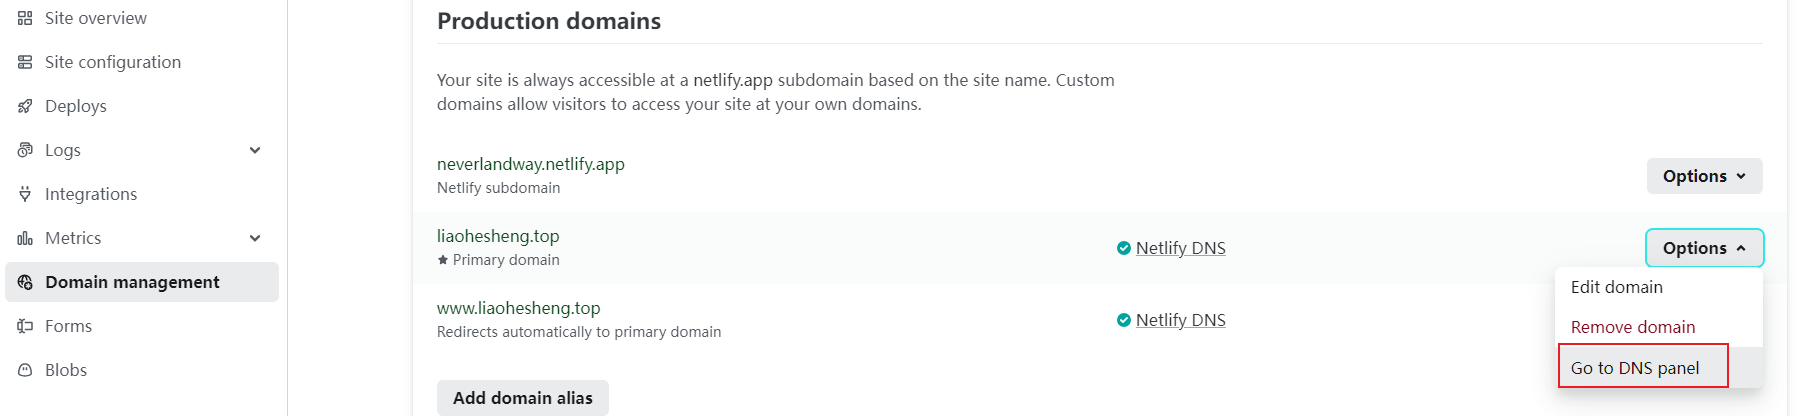 Site overview
Site configuration
Deploys
Logs
Integrations
Metrics
Domain management
Forms
Blobs
Production domains
Your site is always accessible at a netlify.app subdomain based on the site name. Custom
domains allow visitors to access your site at your own domains.
neverlandway.netlify.app
Netlify subdomain
Options
liaohesheng.top
Primary domain
Netlify DNS
Options
Edit domain
Remove domain
Go to DNS panel
www.liaohesheng.top
Redirects automatically to primary domain
Netlify DNS
Add domain alias